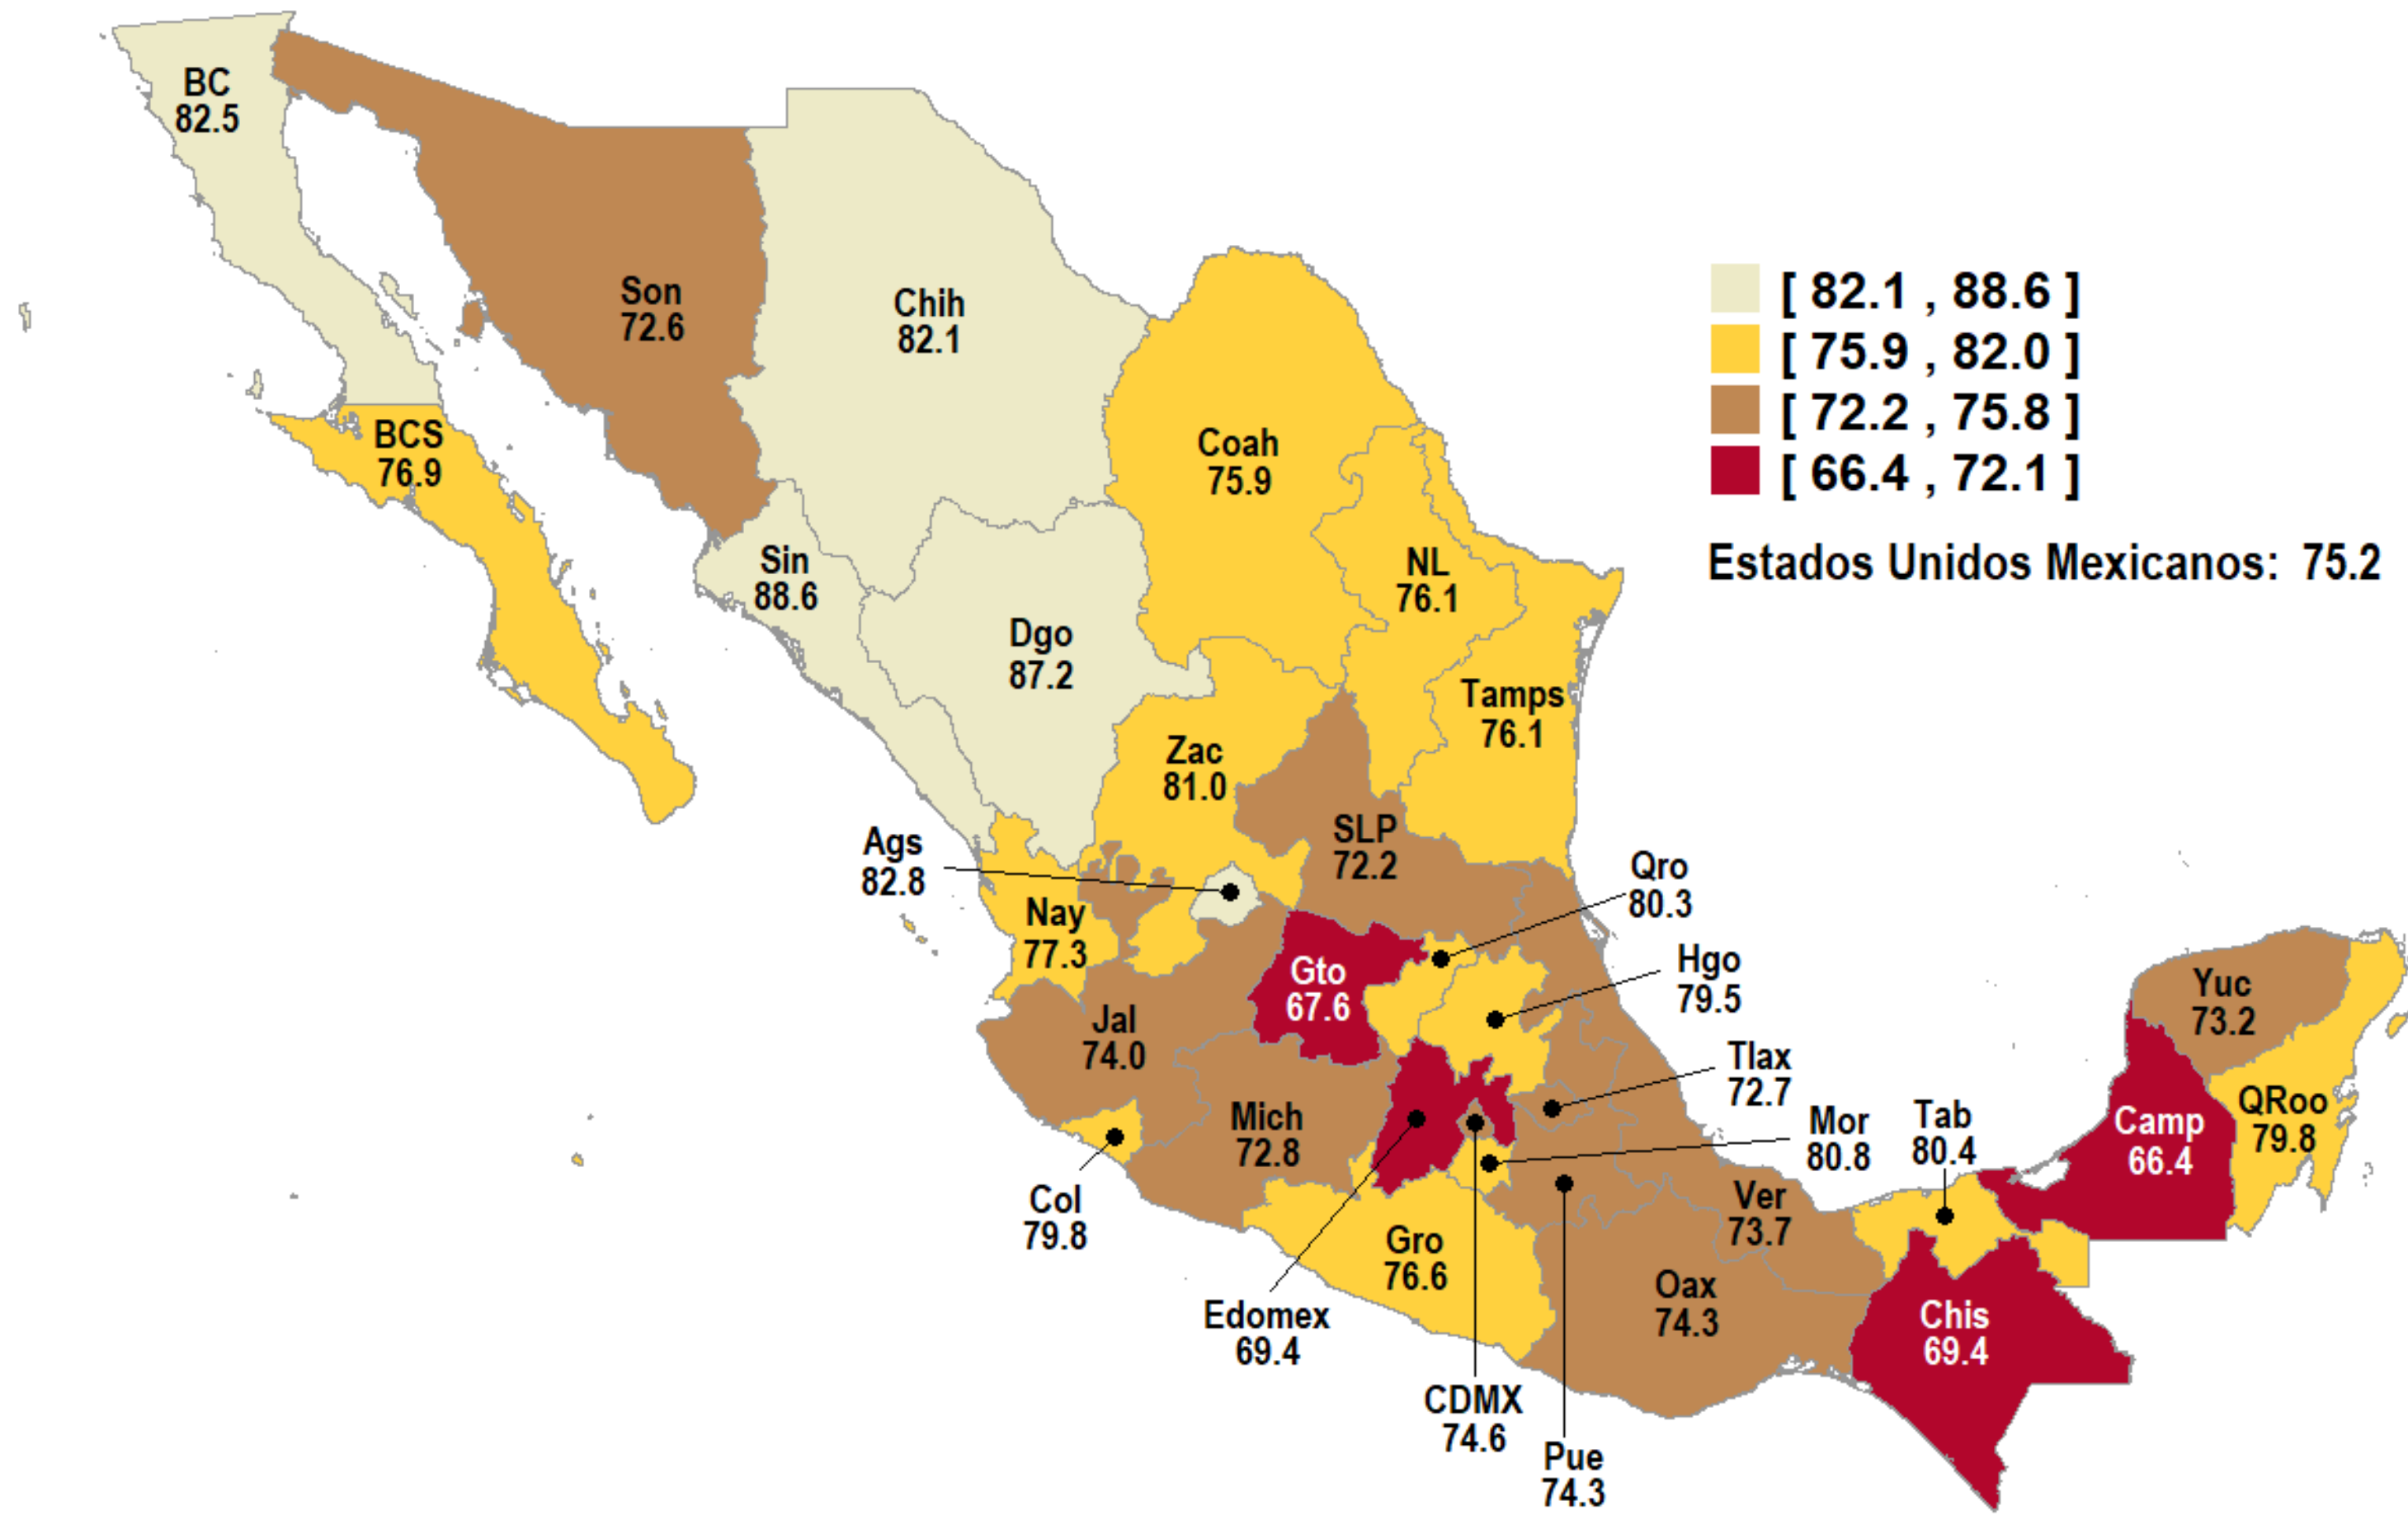 BC
82.5
Son
72.6
Chih
82.1
[ 82.1 , 88.6 ]
[ 75.9 , 82.0 ]
[ 72.2 , 75.8 ]
[ 66.4 , 72.1 ]
Estados Unidos Mexicanos: 75.2
BCS
76.9
Coah
75.9
Sin
88.6
NL
76.1
Dgo
87.2
Tamps
76.1
Zac
81.0
Ags
82.8
SLP
72.2
Qro
80.3
Nay
77.3
Gto
67.6
Hgo
79.5
Yuc
73.2
Jal
74.0
Tlax
72.7
QRoo
79.8
Mich
72.8
Mor
80.8
Tab
80.4
Camp
66.4
Col
79.8
Ver
73.7
Gro
76.6
Oax
74.3
Edomex
69.4
Chis
69.4
CDMX
74.6
Pue
74.3